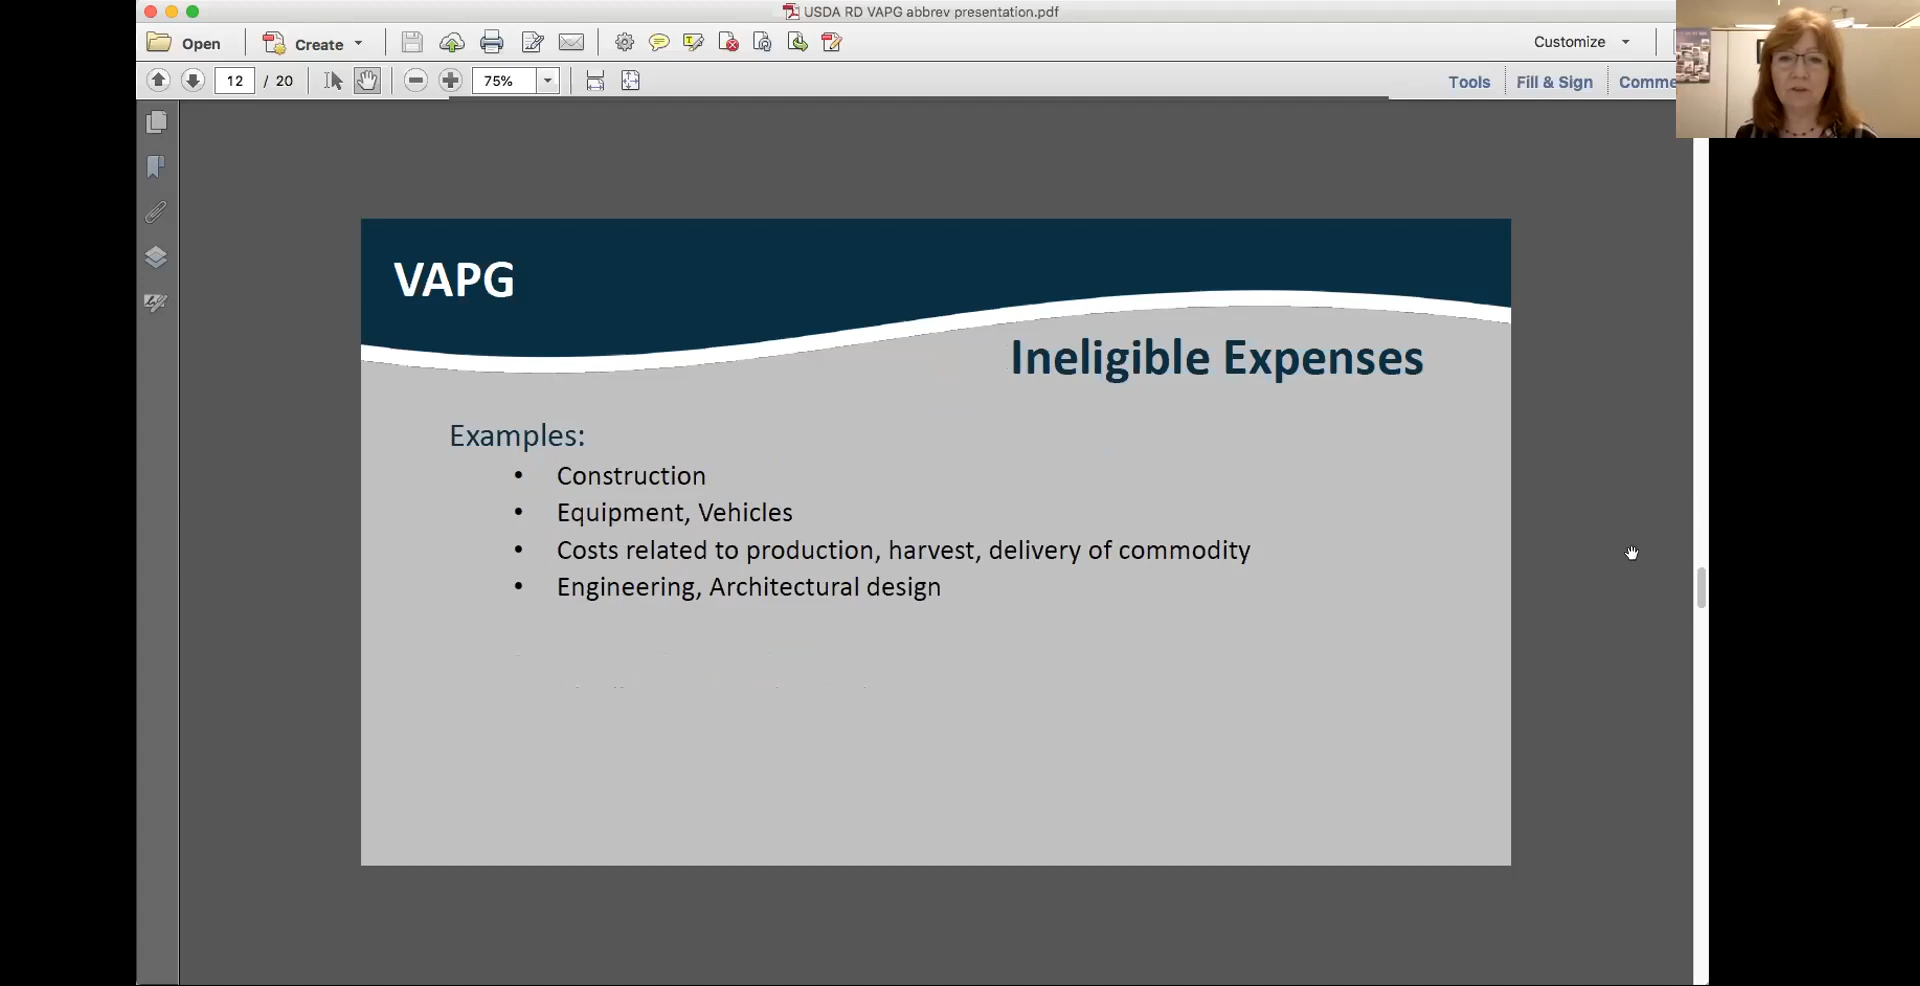 USDA RD VAPG abbrev presentation.pdf
Open
Create
Customize
12 / 20
75%
Tools
Fill & Sign
Comme
VAPG
Ineligible Expenses
Examples:
• Construction
• Equipment, Vehicles
• Costs related to production, harvest, delivery of commodity
• Engineering, Architectural design